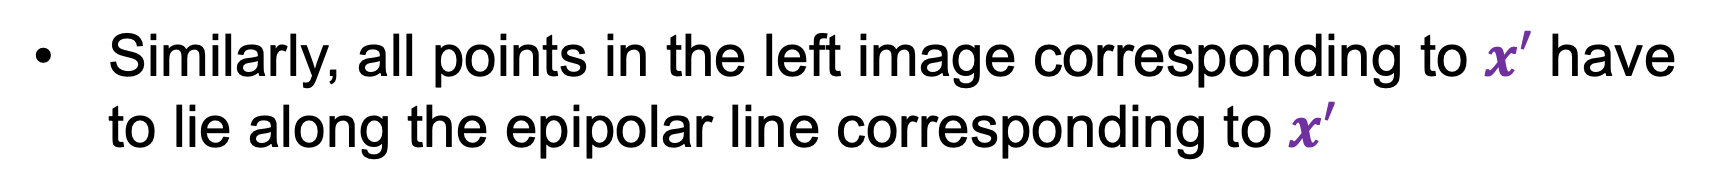 • Similarly, all points in the left image corresponding to x′ have
to lie along the epipolar line corresponding to x′